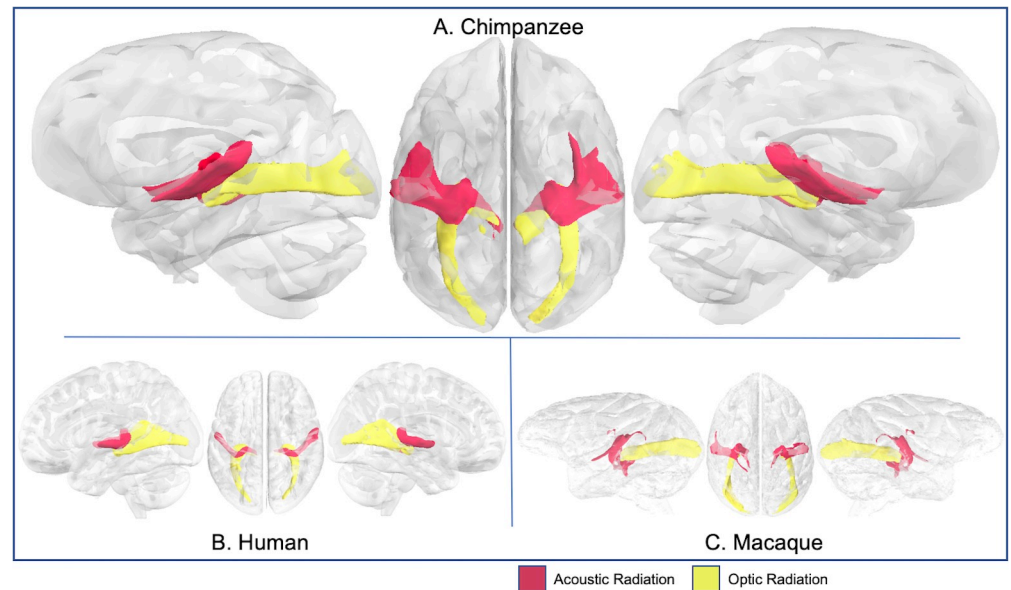 A. Chimpanzee
B. Human
C. Macaque
Acoustic Radiation
Optic Radiation